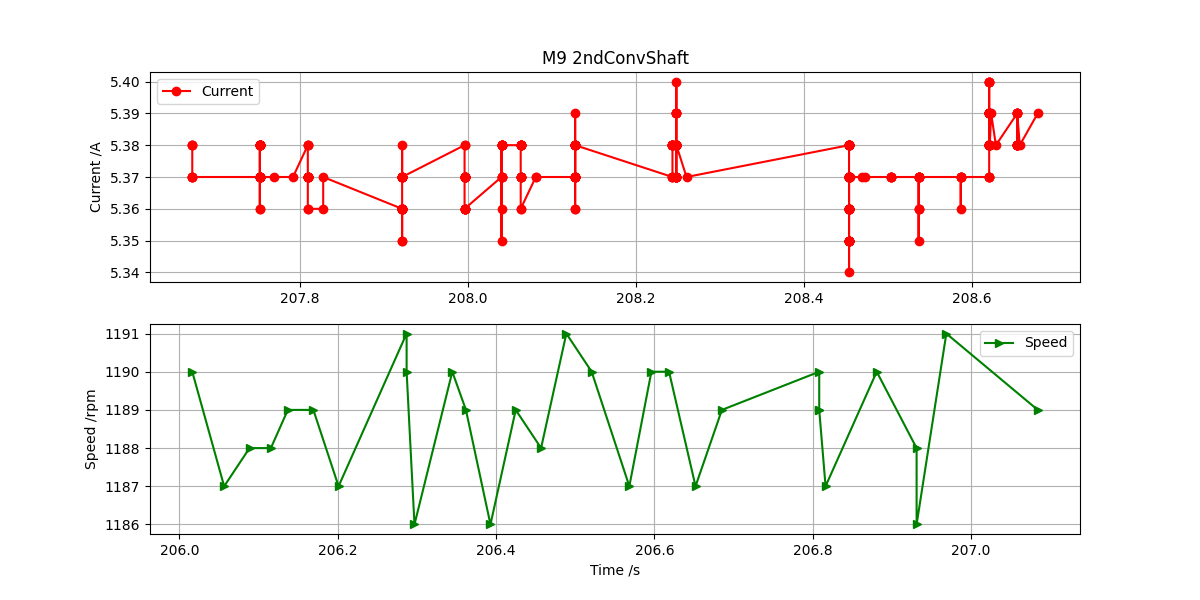 M9 2ndConvShaft
Current
Current /A
5.40
5.39
5.38
5.37
5.36
5.35
5.34
207.8 208.0 208.2 208.4 208.6
Speed
Speed /rpm
1191
1190
1189
1188
1187
1186
206.0 206.2 206.4 206.6 206.8 207.0
Time /s